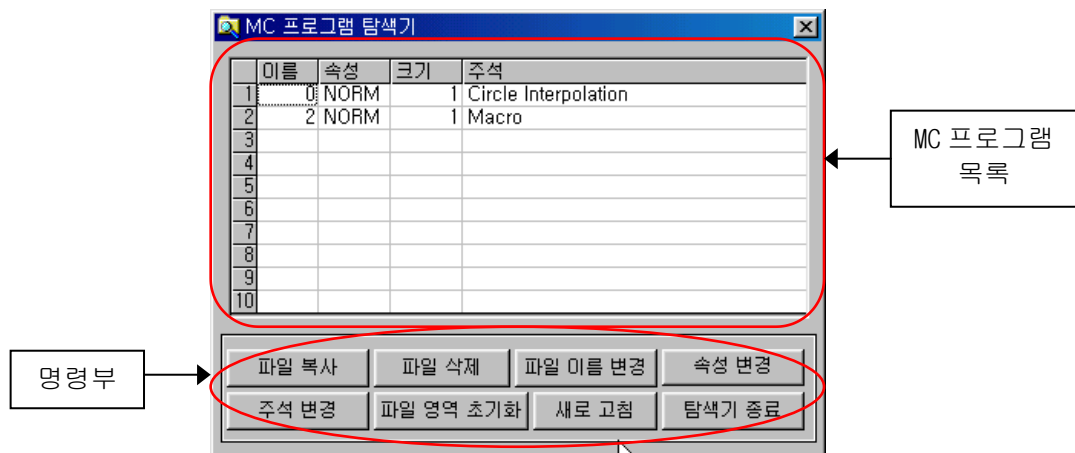 MC 프로그램 탐색기
이름 속성 크기 주석
1 0 NORM 1 Circle Interpolation
2 2 NORM 1 Macro
3
4
5
6
7
8
9
10
MC 프로그램
목록
명령부
파일 복사 파일 삭제 파일 이름 변경 속성 변경
주석 변경 파일 영역 초기화 새로 고침 탐색기 종료